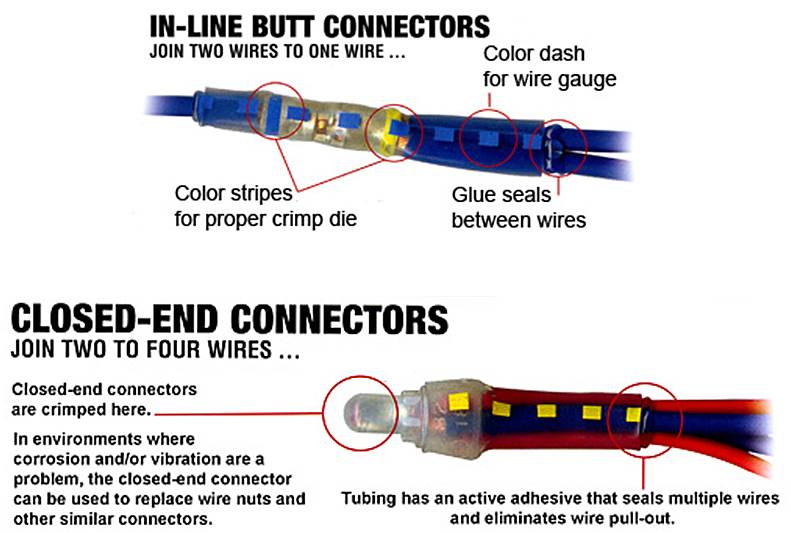 IN-LINE BUTT CONNECTORS
JOIN TWO WIRES TO ONE WIRE ...
Color dash
for wire gauge
Color stripes
for proper crimp die
Glue seals
between wires
CLOSED-END CONNECTORS
JOIN TWO TO FOUR WIRES ...
Closed-end connectors
are crimped here.
In environments where
corrosion and/or vibration are a
problem, the closed-end connector
can be used to replace wire nuts and
other similar connectors.
Tubing has an active adhesive that seals multiple wires
and eliminates wire pull-out.